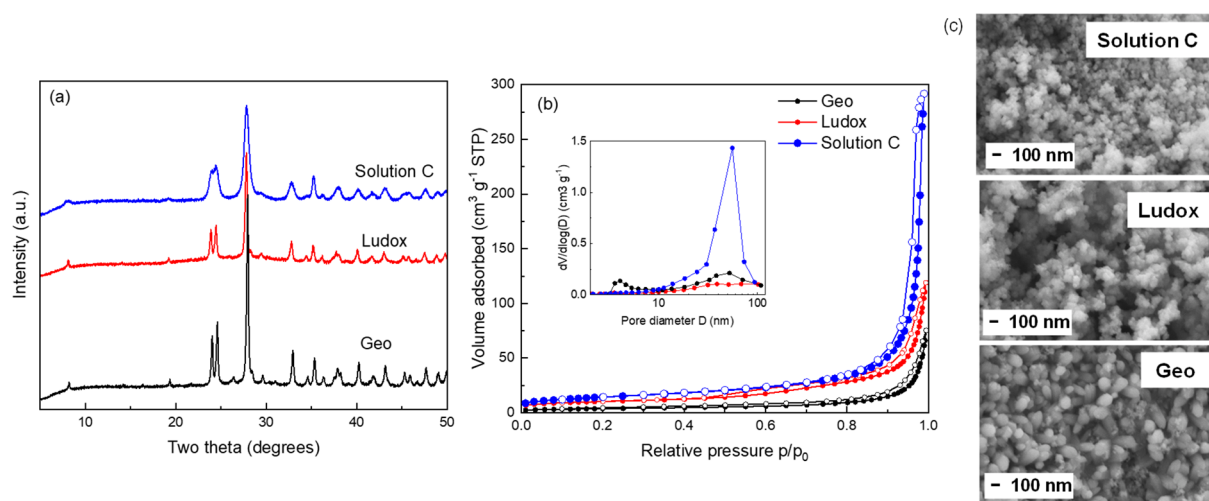 (a)
Solution C
Ludox
Geo
Intensity (a.u.)
10 20 30 40 50
Two theta (degrees)
(b)
Geo
Ludox
Solution C
Volume adsorbed (cm³ g⁻¹ STP)
300
250
200
150
100
50
0
0.0 0.2 0.4 0.6 0.8 1.0
Relative pressure p/p₀
dV/dlog(D) (cm3 g⁻¹)
1.5
1.0
0.5
0.0
10 100
Pore diameter D (nm)
(c)
Solution C
100 nm
Ludox
100 nm
Geo
100 nm